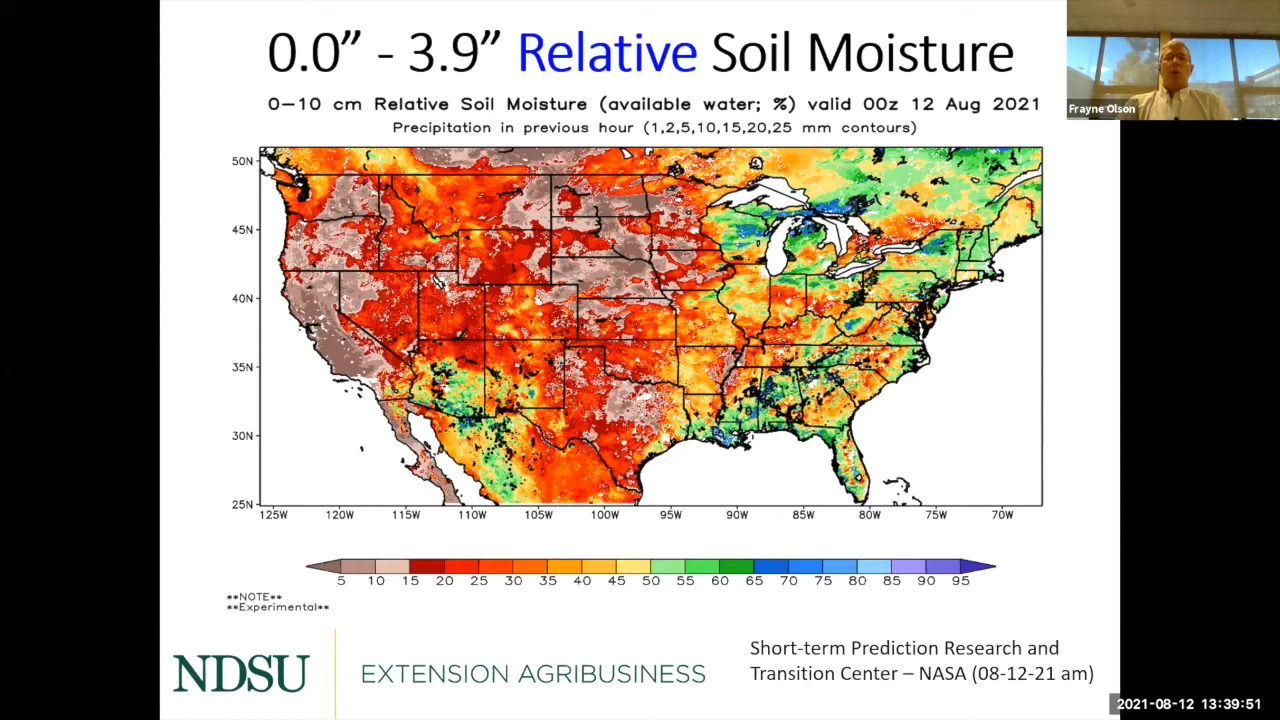 0.0” - 3.9” Relative Soil Moisture
0-10 cm Relative Soil Moisture (available water; %) valid 00z 12 Aug 2021
Precipitation in previous hour (1,2,5,10,15,20,25 mm contours)
Frayne Olson
50N
45N
40N
35N
30N
25N
125W 120W 115W 110W 105W 100W 95W 90W 85W 80W 75W 70W
5 10 15 20 25 30 35 40 45 50 55 60 65 70 75 80 85 90 95
**NOTE**
**Experimental**
NDSU EXTENSION AGRIBUSINESS
Short-term Prediction Research and
Transition Center – NASA (08-12-21 am)
2021-08-12 13:39:51